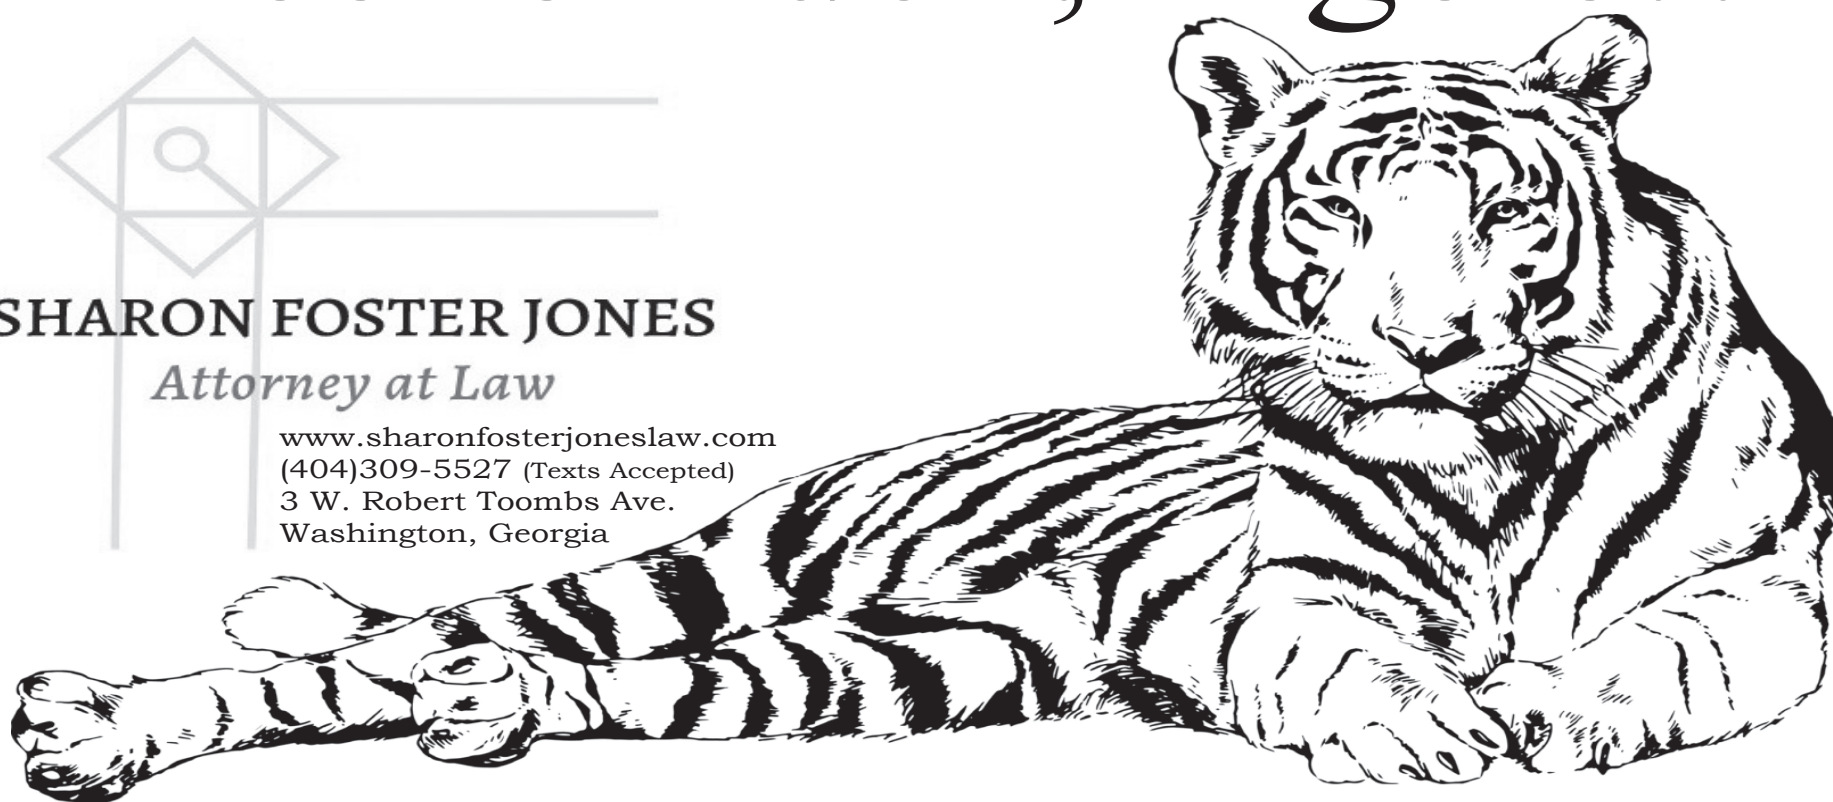 SHARON FOSTER JONES
Attorney at Law
www.sharonfosterjoneslaw.com
(404)309-5527 (Texts Accepted)
3 W. Robert Toombs Ave.
Washington, Georgia